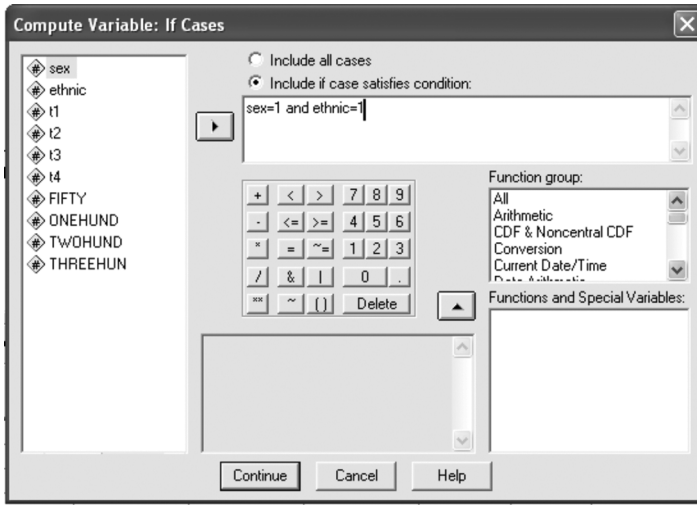 Compute Variable: If Cases
sex
ethnic
t1
t2
t3
t4
FIFTY
ONEHUND
TWOHUND
THREEHUN
Include all cases
Include if case satisfies condition:
sex=1 and ethnic=1
+ < > 7 8 9
- <= >= 4 5 6
* = ~= 1 2 3
/ & | 0 .
** ~ () Delete
Function group:
All
Arithmetic
CDF & Noncentral CDF
Conversion
Current Date/Time
Date Arithmetic
Functions and Special Variables:
Continue Cancel Help